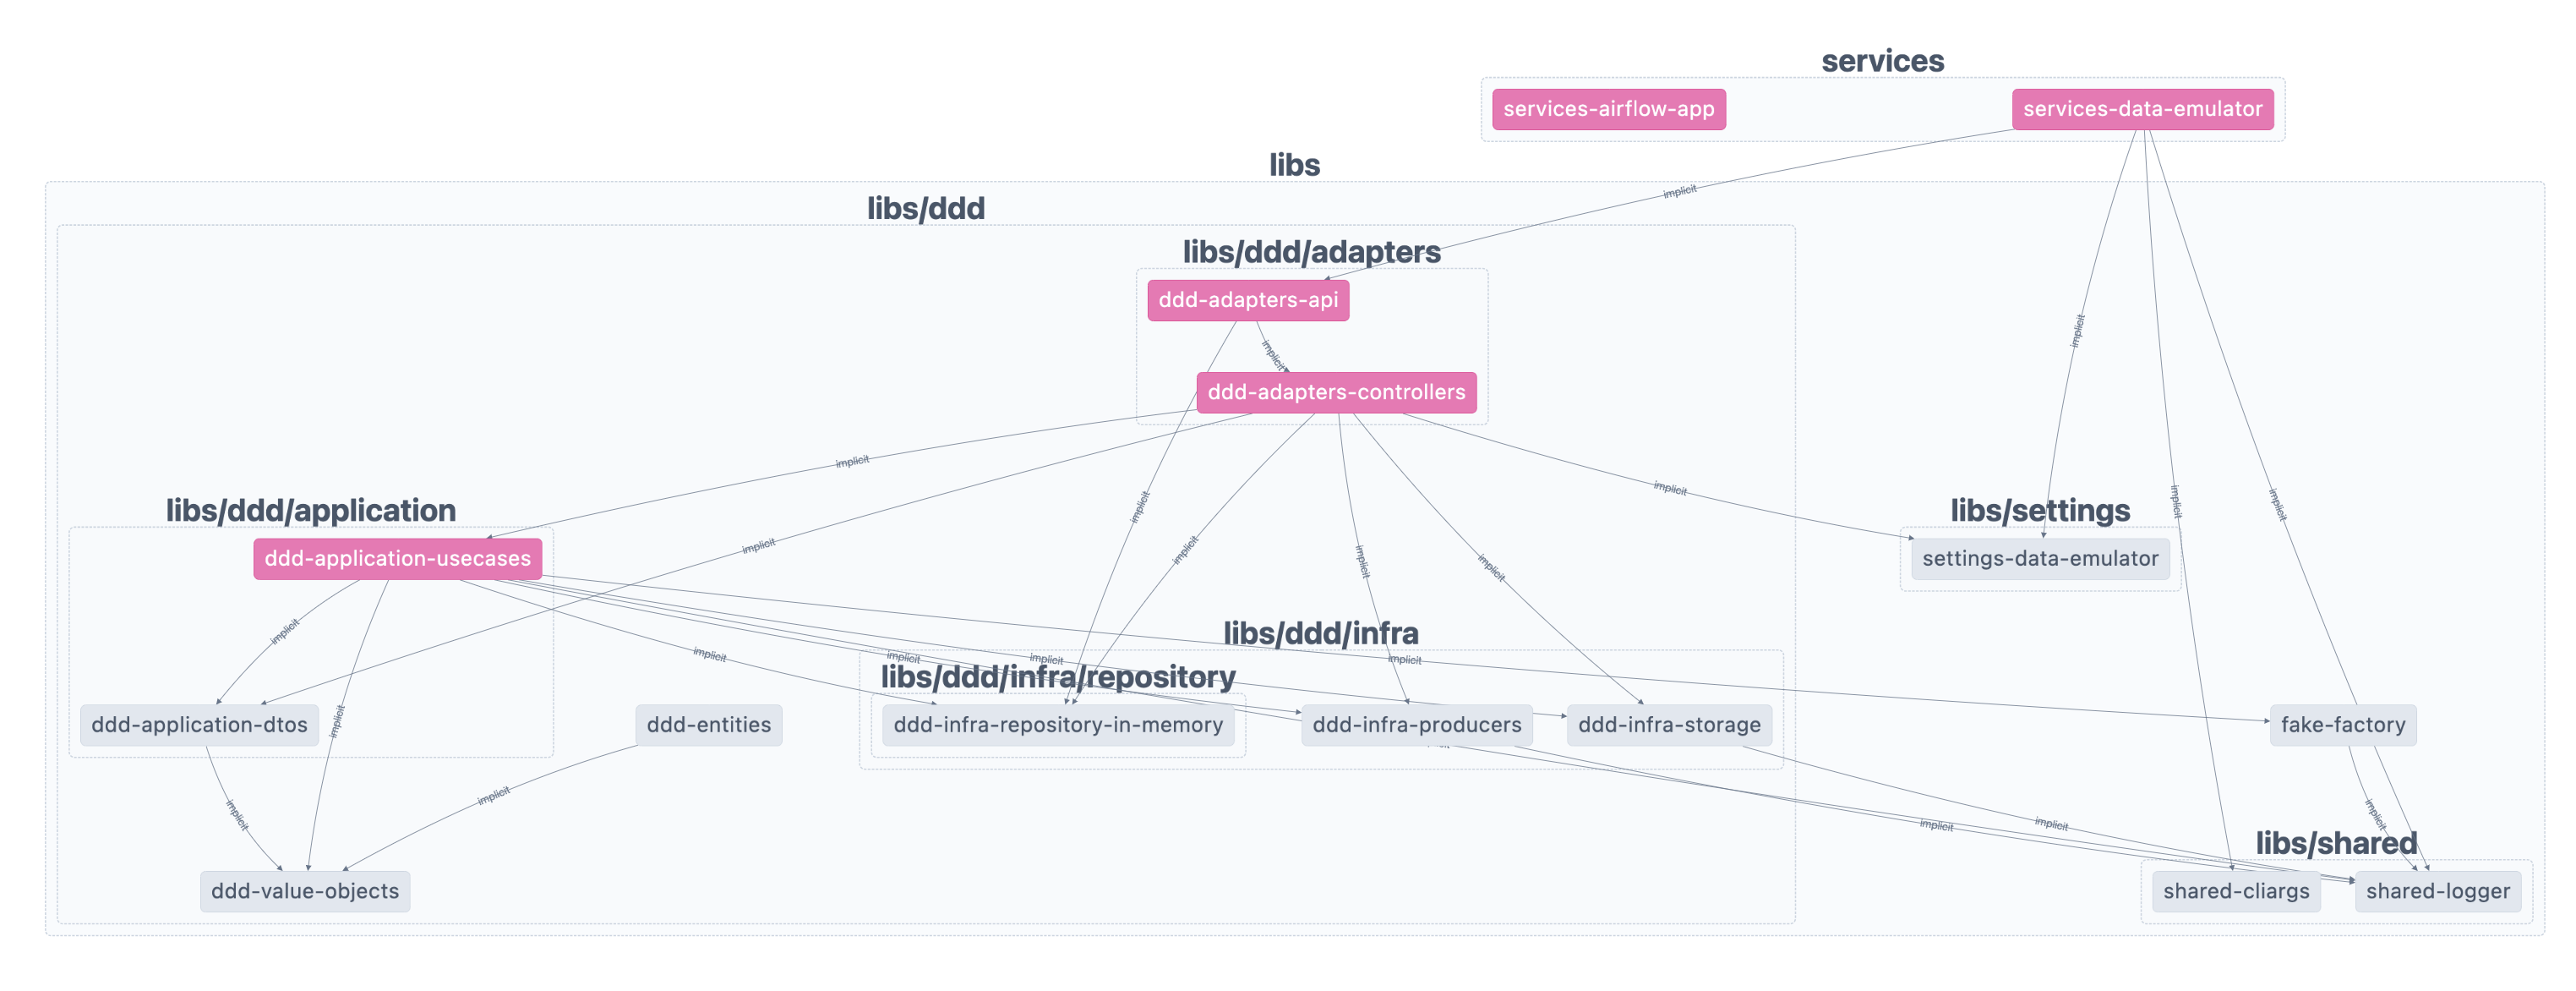 services
services-airflow-app
services-data-emulator
libs
implicit
libs/ddd
libs/ddd/adapters
ddd-adapters-api
implicit
implicit
ddd-adapters-controllers
implicit
implicit
implicit
implicit
implicit
libs/ddd/application
libs/settings
ddd-application-usecases
settings-data-emulator
implicit
implicit
implicit
implicit
implicit
implicit
libs/ddd/infra
implicit
implicit
implicit
implicit
libs/ddd/infra/repository
ddd-application-dtos
implicit
ddd-entities
ddd-infra-repository-in-memory
ddd-infra-producers
ddd-infra-storage
fake-factory
implicit
implicit
implicit
implicit
implicit
libs/shared
ddd-value-objects
shared-cliargs
shared-logger